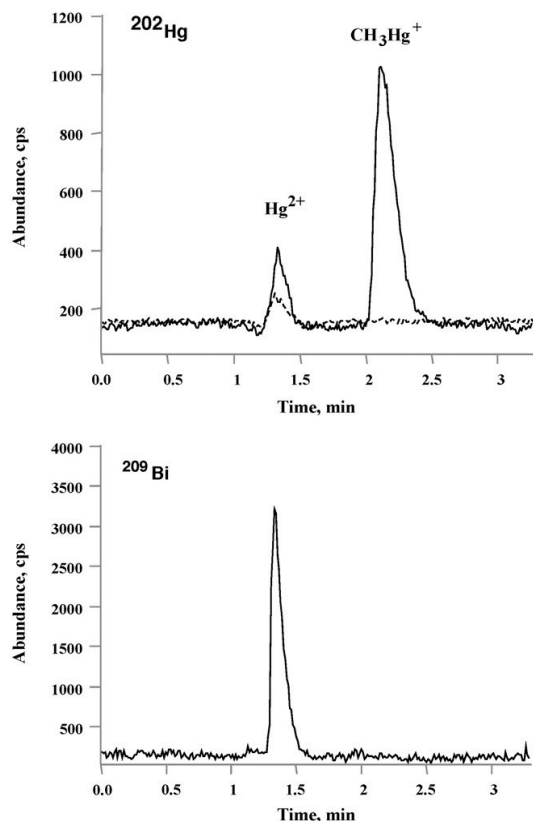 1200
²⁰²Hg
CH₃Hg⁺
1000
800
Abundance, cps
600
Hg²⁺
400
200
0.0 0.5 1 1.5 2 2.5 3
Time, min
4000
²⁰⁹Bi
3500
3000
2500
Abundance, cps
2000
1500
1000
500
0.0 0.5 1 1.5 2 2.5 3
Time, min